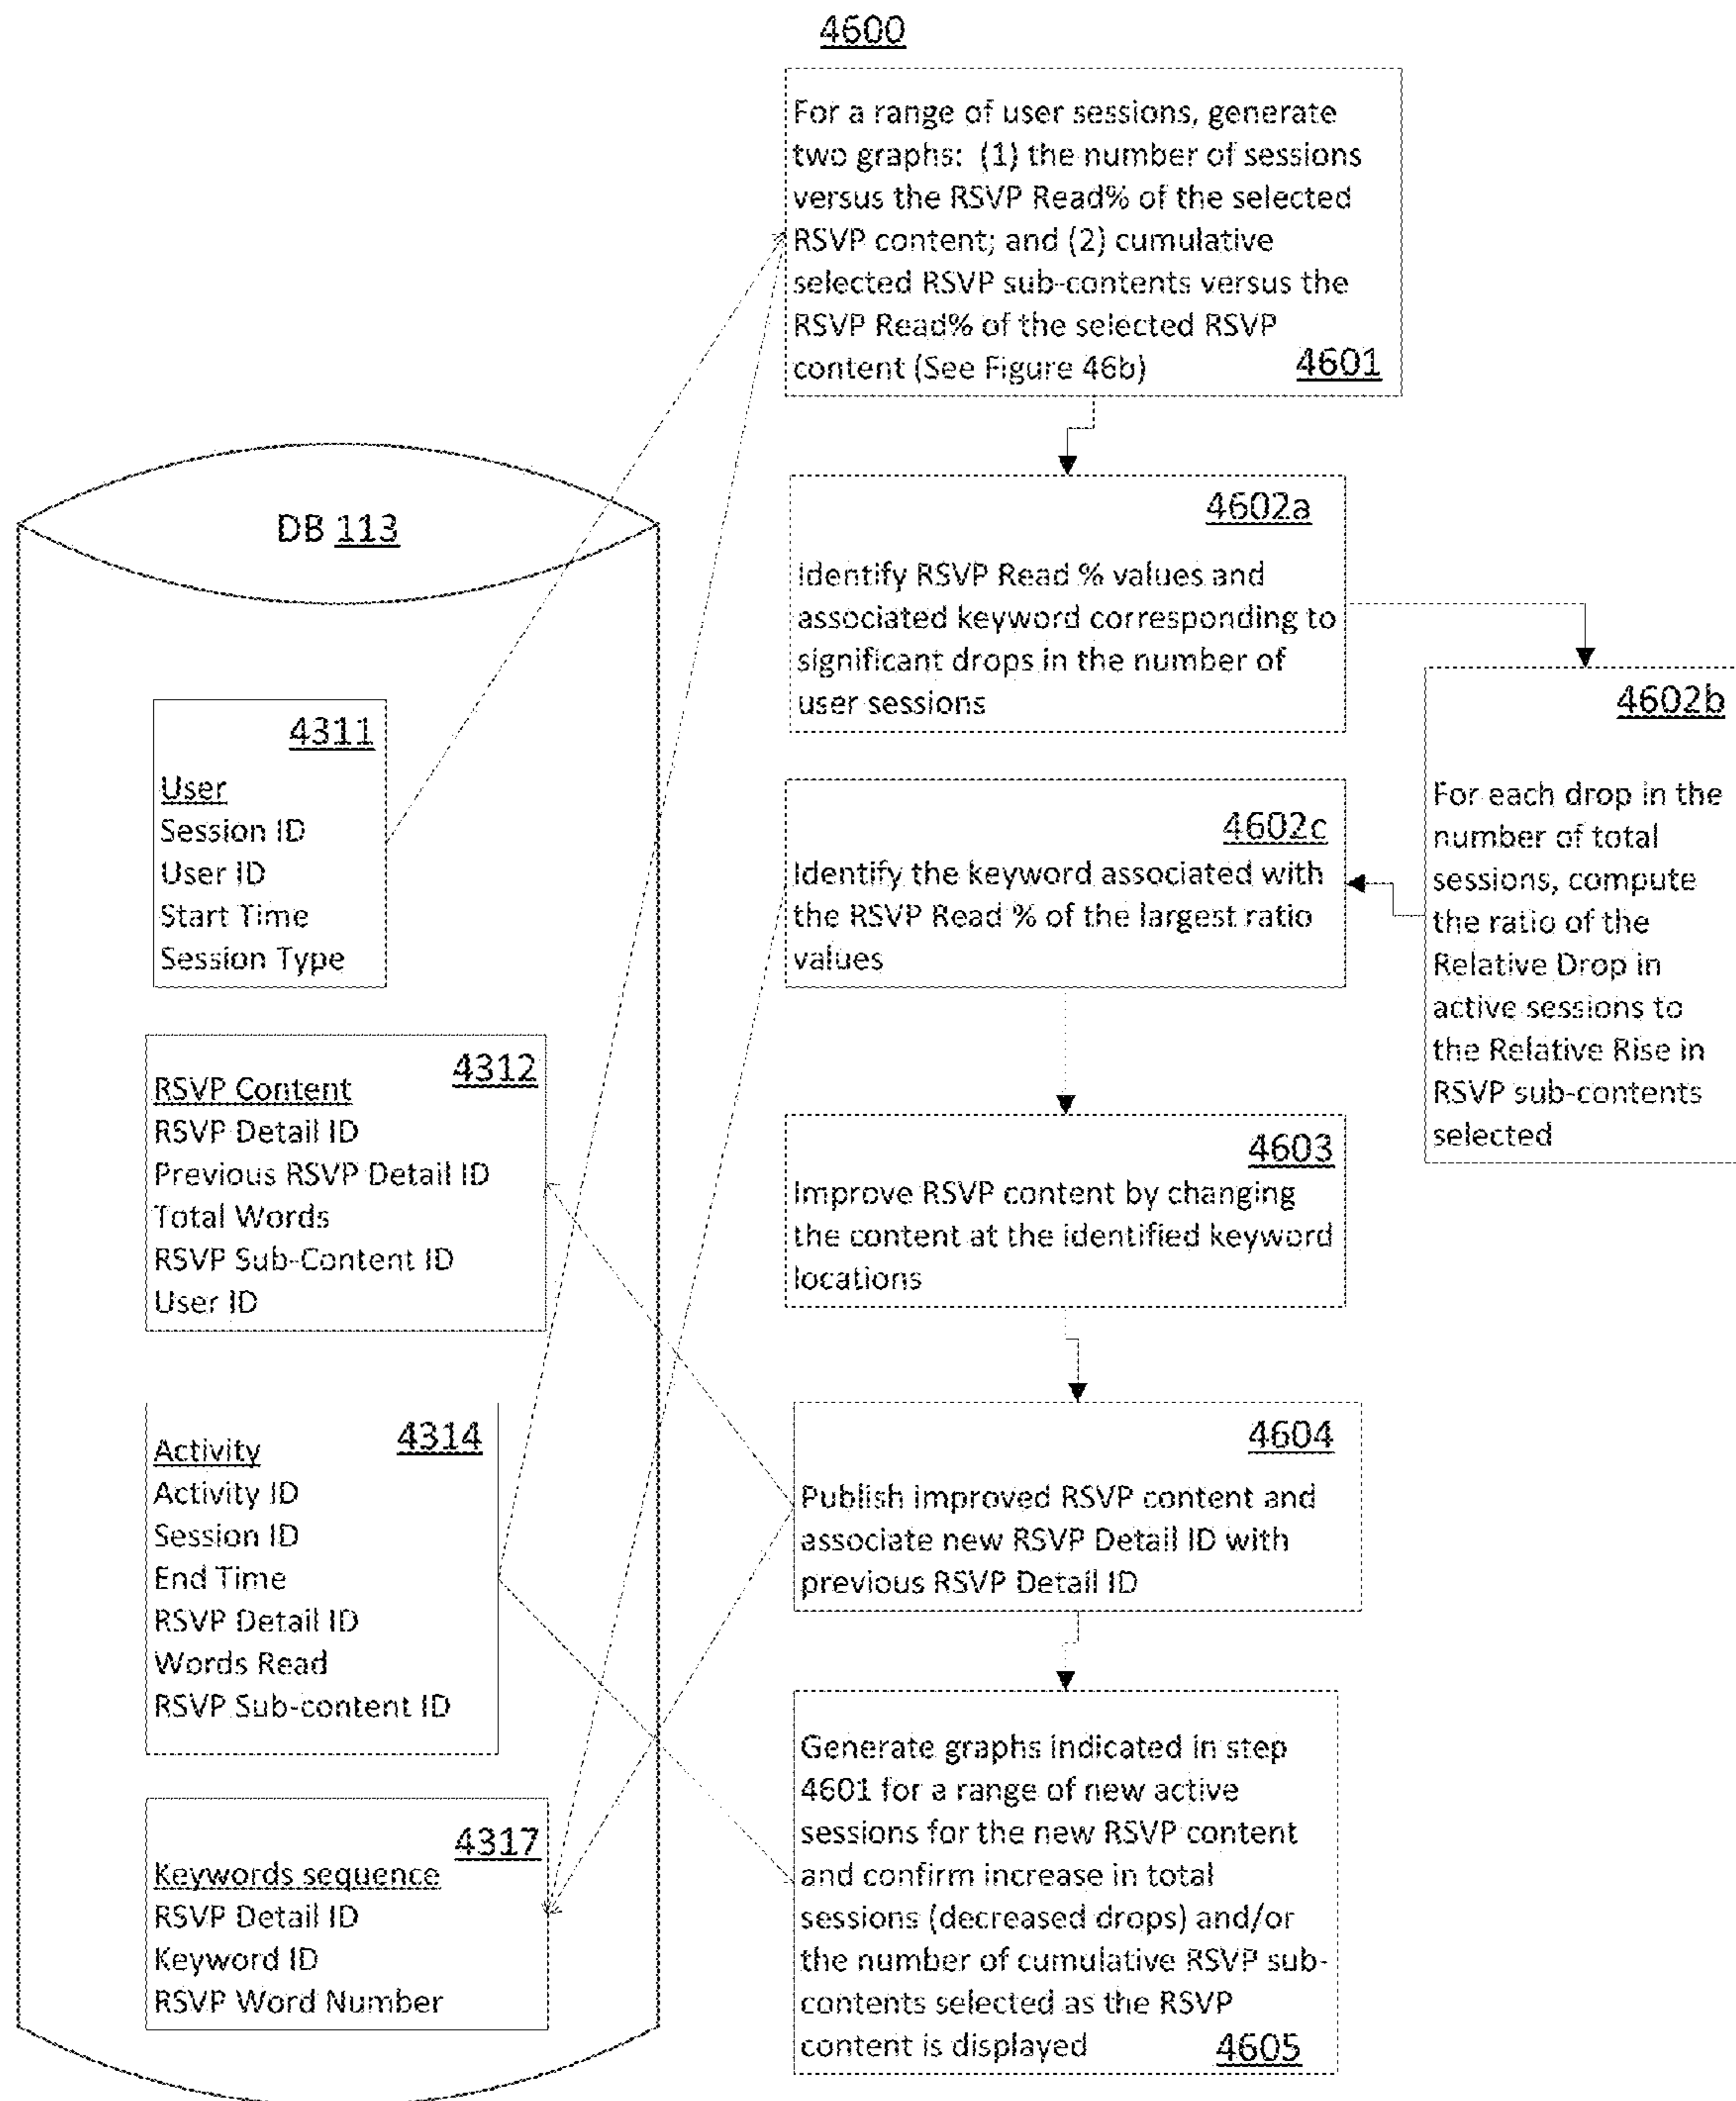 4600
For a range of user sessions, generate
two graphs: (1) the number of sessions
versus the RSVP Read% of the selected
RSVP content; and (2) cumulative
selected RSVP sub-contents versus the
RSVP Read% of the selected RSVP
content (See Figure 46b)
4601
DB 113
4602a
Identify RSVP Read % values and
associated keyword corresponding to
significant drops in the number of
user sessions
4602b
For each drop in the
number of total
sessions, compute
the ratio of the
Relative Drop in
active sessions to
the Relative Rise in
RSVP sub-contents
selected
4602c
Identify the keyword associated with
the RSVP Read % of the largest ratio
values
4603
Improve RSVP content by changing
the content at the identified keyword
locations
4604
Publish improved RSVP content and
associate new RSVP Detail ID with
previous RSVP Detail ID
Generate graphs indicated in step
4601 for a range of new active
sessions for the new RSVP content
and confirm increase in total
sessions (decreased drops) and/or
the number of cumulative RSVP sub-
contents selected as the RSVP
content is displayed
4605
4311
User
Session ID
User ID
Start Time
Session Type
4312
RSVP Content
RSVP Detail ID
Previous RSVP Detail ID
Total Words
RSVP Sub-Content ID
User ID
4314
Activity
Activity ID
Session ID
End Time
RSVP Detail ID
Words Read
RSVP Sub-content ID
4317
Keywords sequence
RSVP Detail ID
Keyword ID
RSVP Word Number